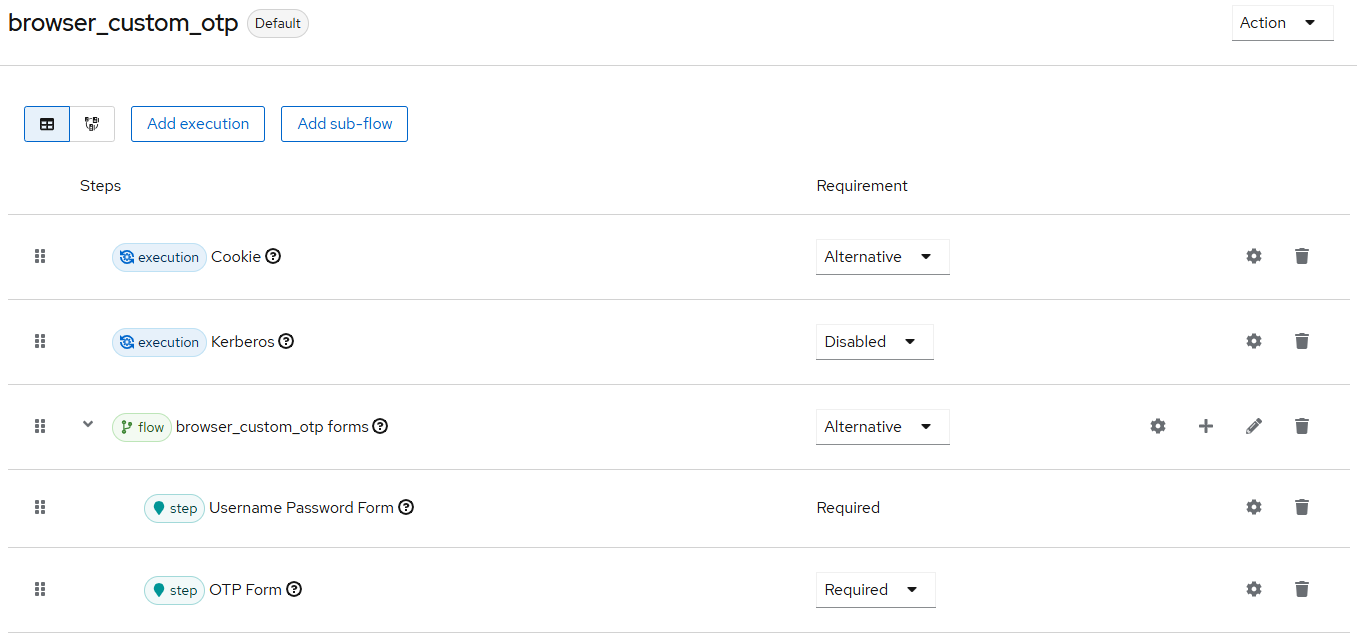 browser_custom_otp Default Action
Add execution Add sub-flow
Steps Requirement
execution Cookie Alternative
execution Kerberos Disabled
flow browser_custom_otp forms Alternative
step Username Password Form Required
step OTP Form Required